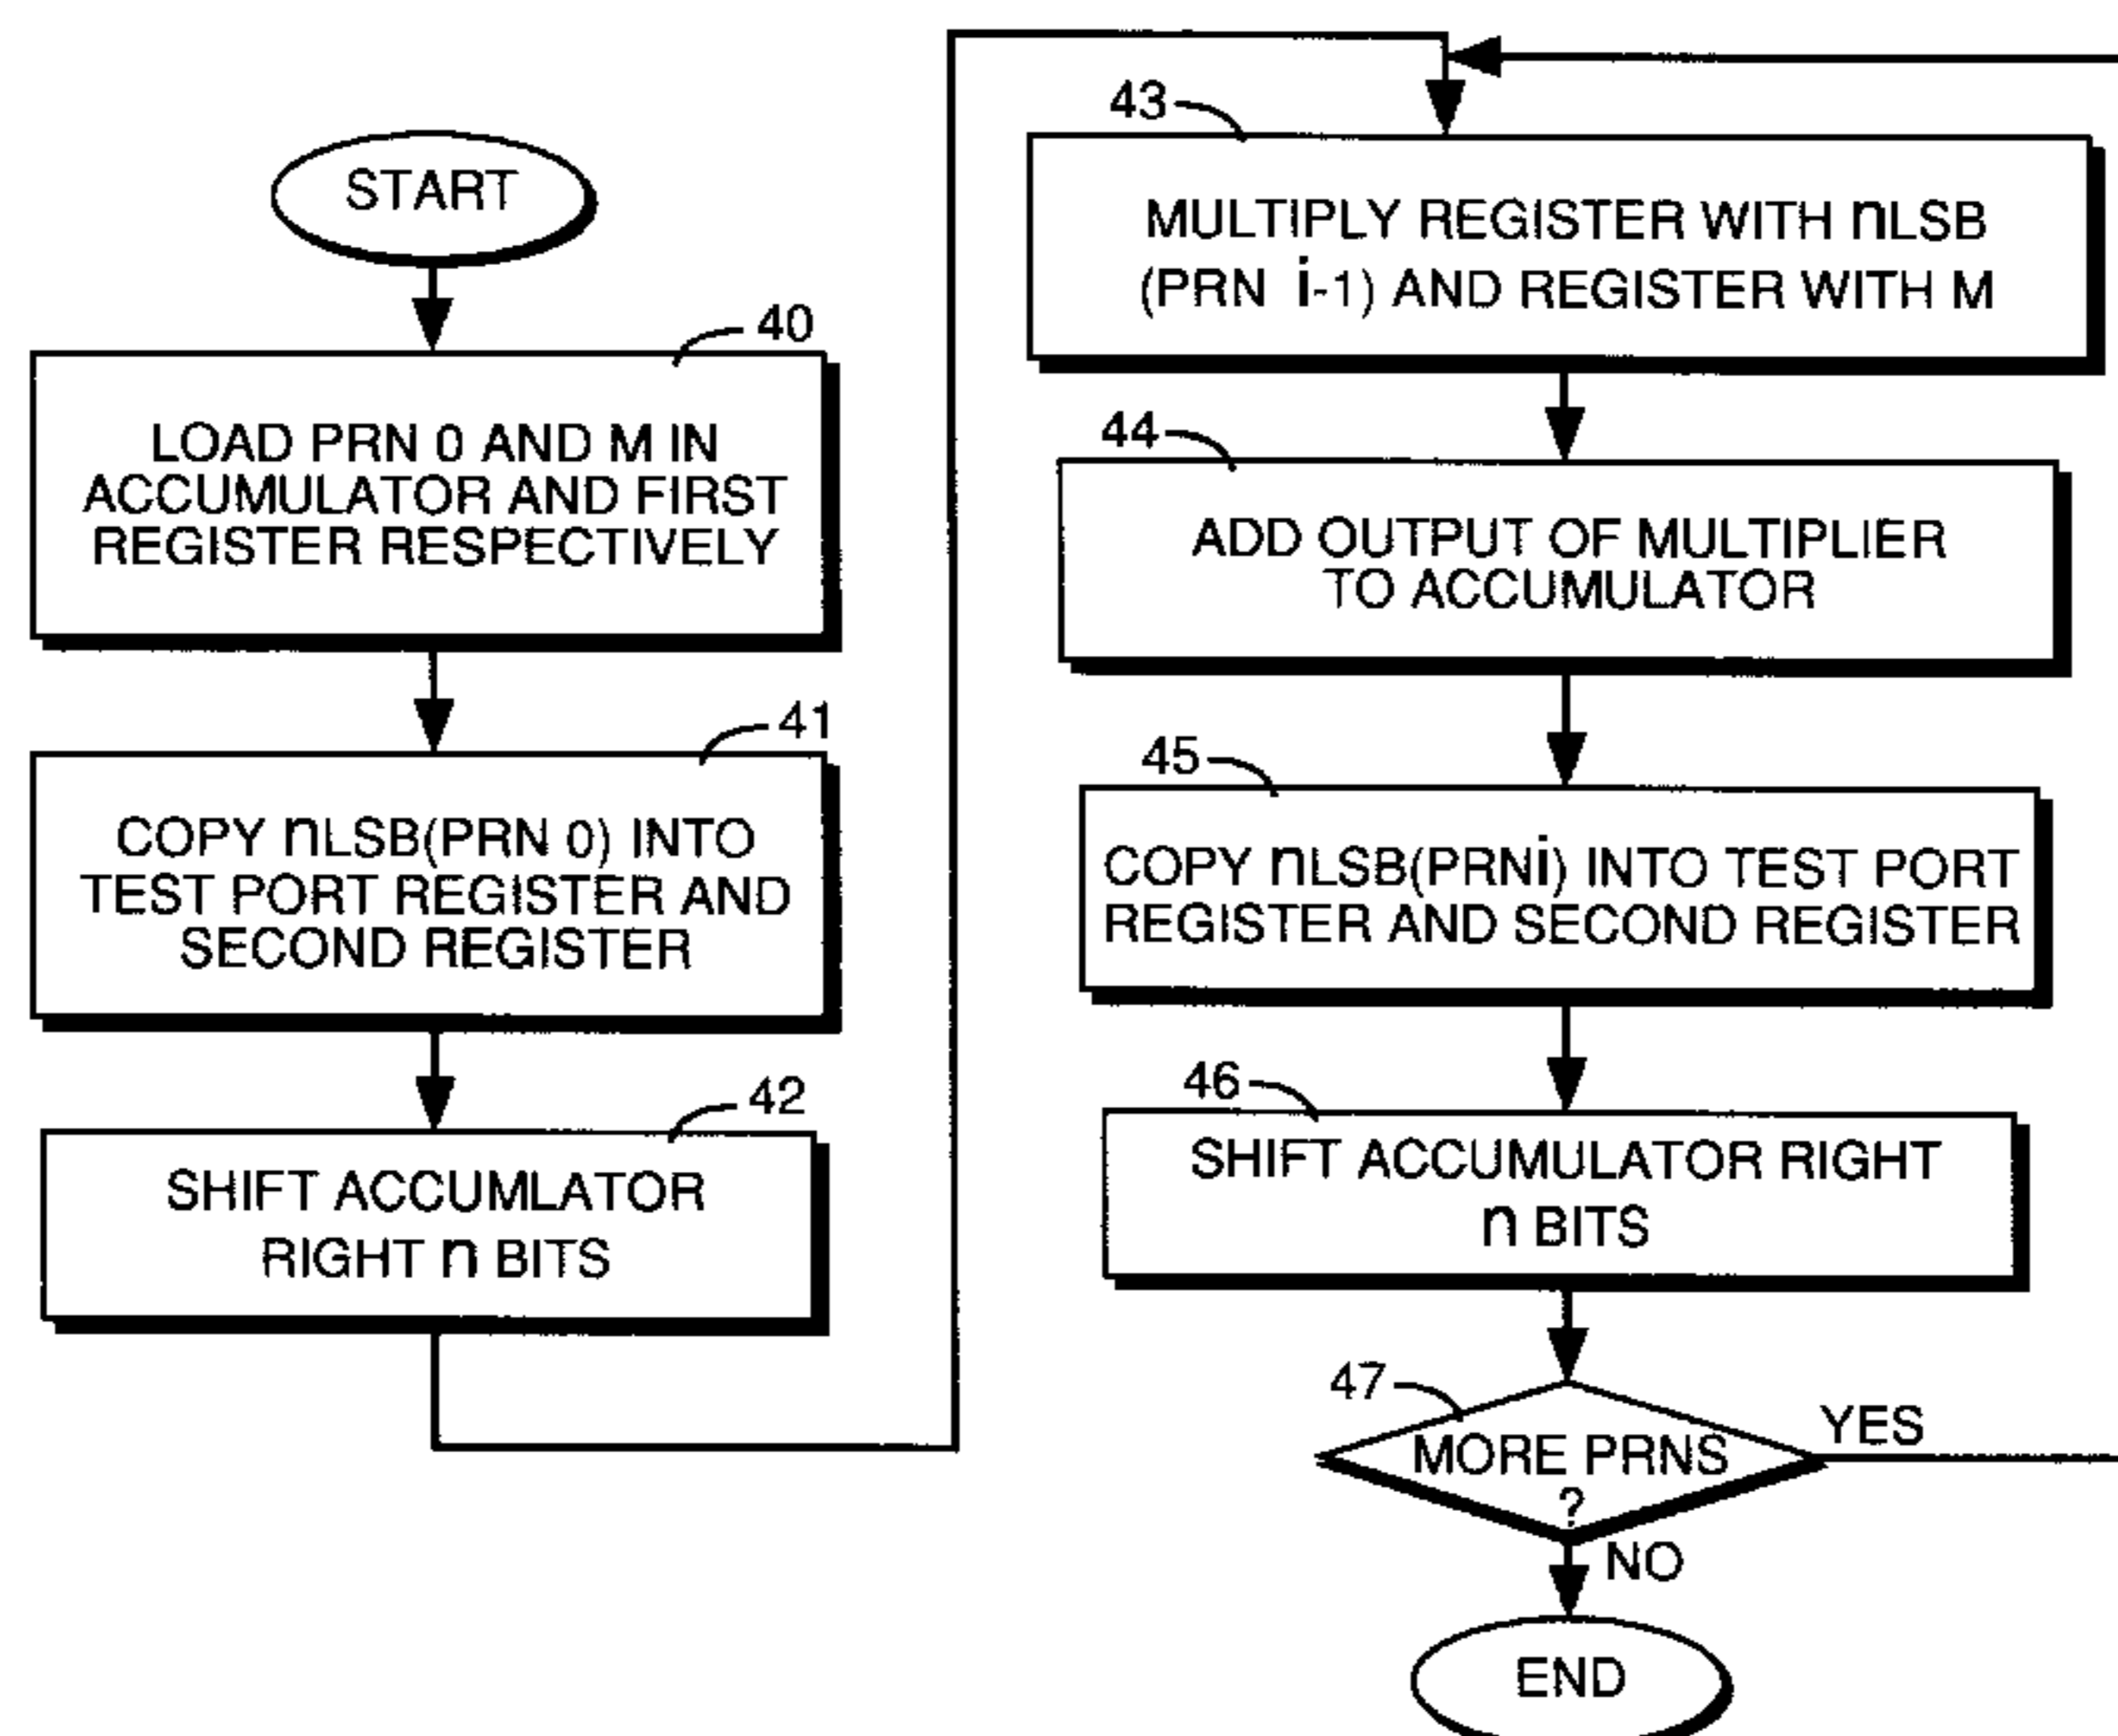 START
40
LOAD PRN 0 AND M IN
ACCUMULATOR AND FIRST
REGISTER RESPECTIVELY
41
COPY nLSB(PRN 0) INTO
TEST PORT REGISTER AND
SECOND REGISTER
42
SHIFT ACCUMLATOR
RIGHT n BITS
43
MULTIPLY REGISTER WITH nLSB
(PRN i-1) AND REGISTER WITH M
44
ADD OUTPUT OF MULTIPLIER
TO ACCUMULATOR
45
COPY nLSB(PRNi) INTO TEST PORT
REGISTER AND SECOND REGISTER
46
SHIFT ACCUMULATOR RIGHT
n BITS
47
MORE PRNS
?
YES
NO
END